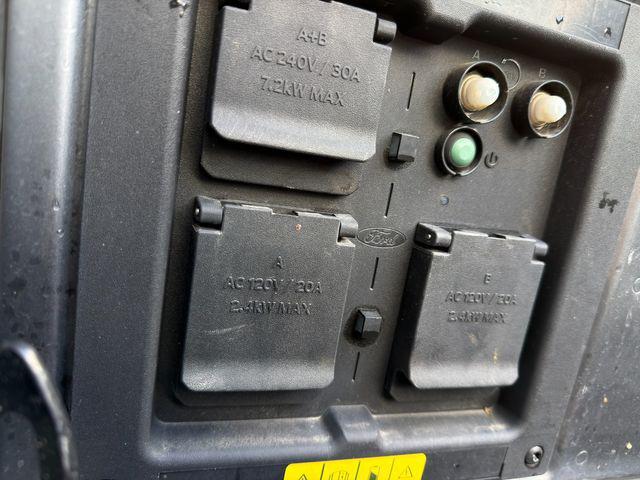 A+B
AC 240V / 30A
7.2kW MAX
A
B
Ford
A
AC 120V / 20A
2.4kW MAX
B
AC 120V / 20A
2.4kW MAX